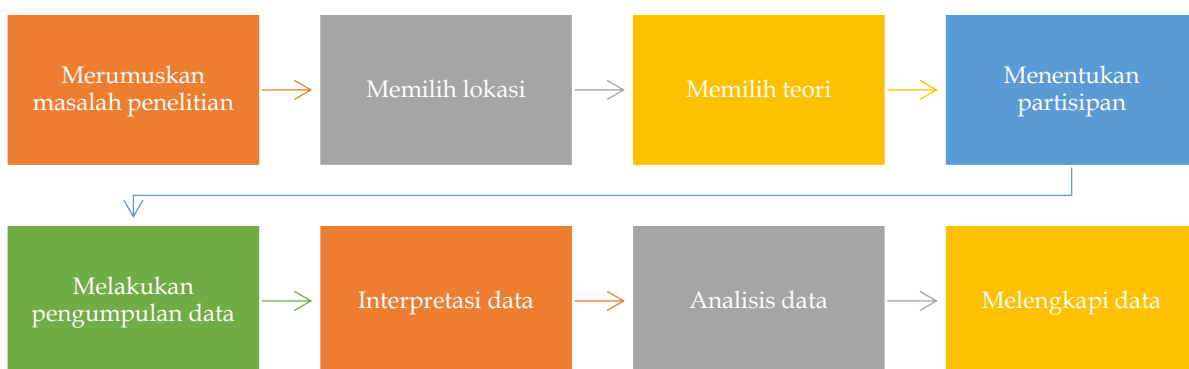 Merumuskan
masalah penelitian
Memilih lokasi
Memilih teori
Menentukan
partisipan
Melakukan
pengumpulan data
Interpretasi data
Analisis data
Melengkapi data